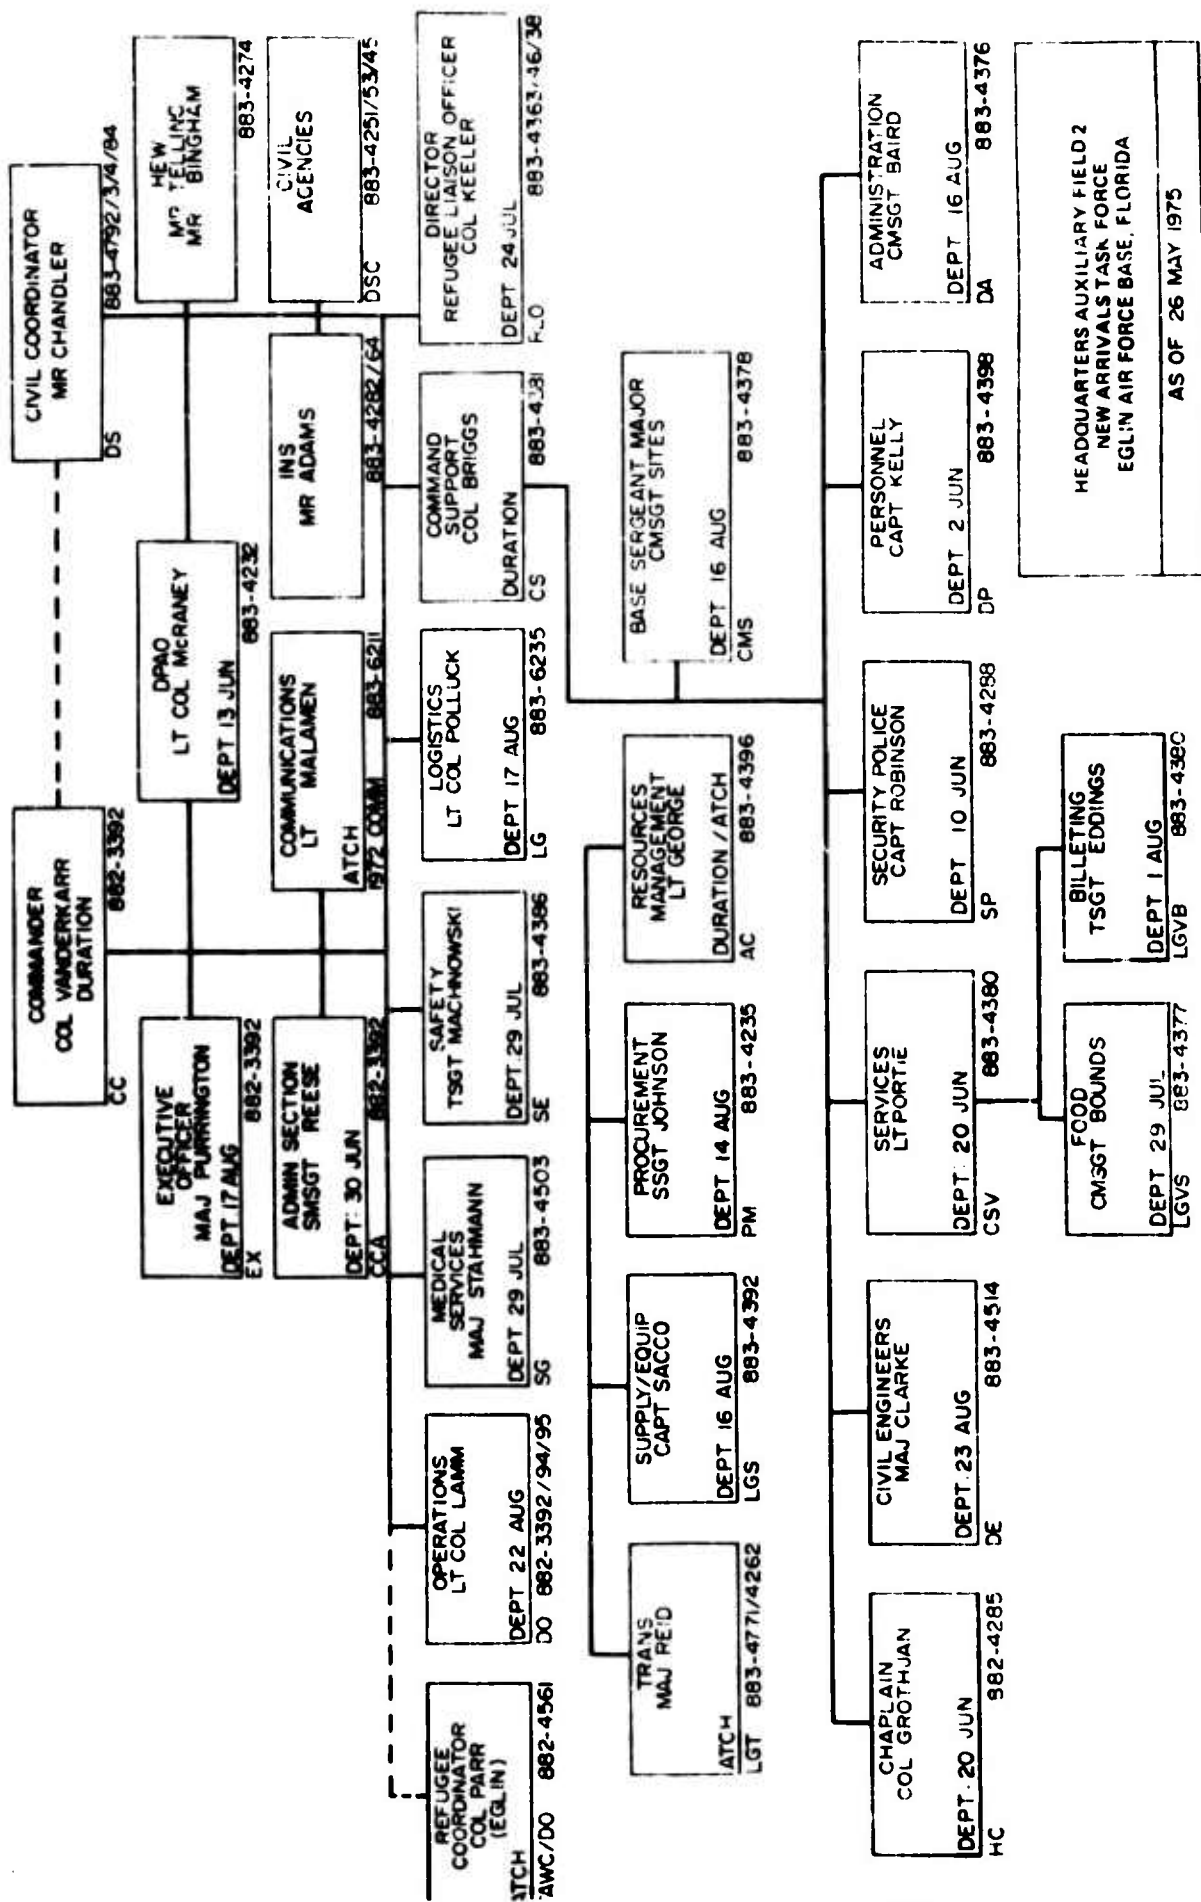 COMMANDER
COL VANDERKARR
DURATION
CC 882-3392
CIVIL COORDINATOR
MR CHANDLER
DS 883-4792/3/4/84
EXECUTIVE
OFFICER
MAJ PURRINGTON
DEPT 17 AUG
EX 882-3392
DPAO
LT COL McRANEY
DEPT 13 JUN
883-4232
HEW
MR TELLING
MR BINGHAM
883-4274
ADMIN SECTION
SMSGT REESE
DEPT: 30 JUN
CCA 882-3392
COMMUNICATIONS
LT MALAMEN
ATCH
1972 COMM 883-6211
INS
MR ADAMS
883-4282/64
CIVIL
AGENCIES
DSC 883-4251/53/45
REFUGEE
COORDINATOR
COL PARR
(EGLIN)
ATCH
AWC/DO 882-4561
OPERATIONS
LT COL LAMM
DEPT 22 AUG
DO 882-3392/94/95
MEDICAL
SERVICES
MAJ STAHMANN
DEPT 29 JUL
SG 883-4503
SAFETY
TSGT MACHNOWSKI
DEPT: 29 JUL
SE 883-4386
LOGISTICS
LT COL POLLUCK
DEPT 17 AUG
LG 883-6235
COMMAND
SUPPORT
COL BRIGGS
DURATION
CS
DIRECTOR
REFUGEE LIAISON OFFICER
COL KEELER
DEPT 24 JUL
883-4363/46/38
TRANS
MAJ REID
ATCH
LGT 883-4771/4262
SUPPLY/EQUIP
CAPT SACCO
DEPT 16 AUG
LGS 883-4392
PROCUREMENT
SSGT JOHNSON
DEPT 14 AUG
PM 883-4235
RESOURCES
MANAGEMENT
LT GEORGE
DURATION/ATCH
AC 883-4396
BASE SERGEANT MAJOR
CMSGT SITES
DEPT 16 AUG
CMS 883-4378
CHAPLAIN
COL GROTHJAN
DEPT: 20 JUN
HC 882-4285
CIVIL ENGINEERS
MAJ CLARKE
DEPT. 23 AUG
DE 883-4514
SERVICES
LT PORTIE
DEPT: 20 JUN
CSV 883-4380
SECURITY POLICE
CAPT ROBINSON
DEPT 10 JUN
SP 883-4288
PERSONNEL
CAPT KELLY
DEPT 2 JUN
DP 883-4398
ADMINISTRATION
CMSGT BAIRD
DEPT 16 AUG
DA 883-4376
FOOD
CMSGT BOUNDS
DEPT 29 JUL
LGVS 883-4377
BILLETING
TSGT EDDINGS
DEPT 1 AUG
LGVB 883-4380
HEADQUARTERS AUXILIARY FIELD 2
NEW ARRIVALS TASK FORCE
EGLIN AIR FORCE BASE, FLORIDA
AS OF 26 MAY 1975